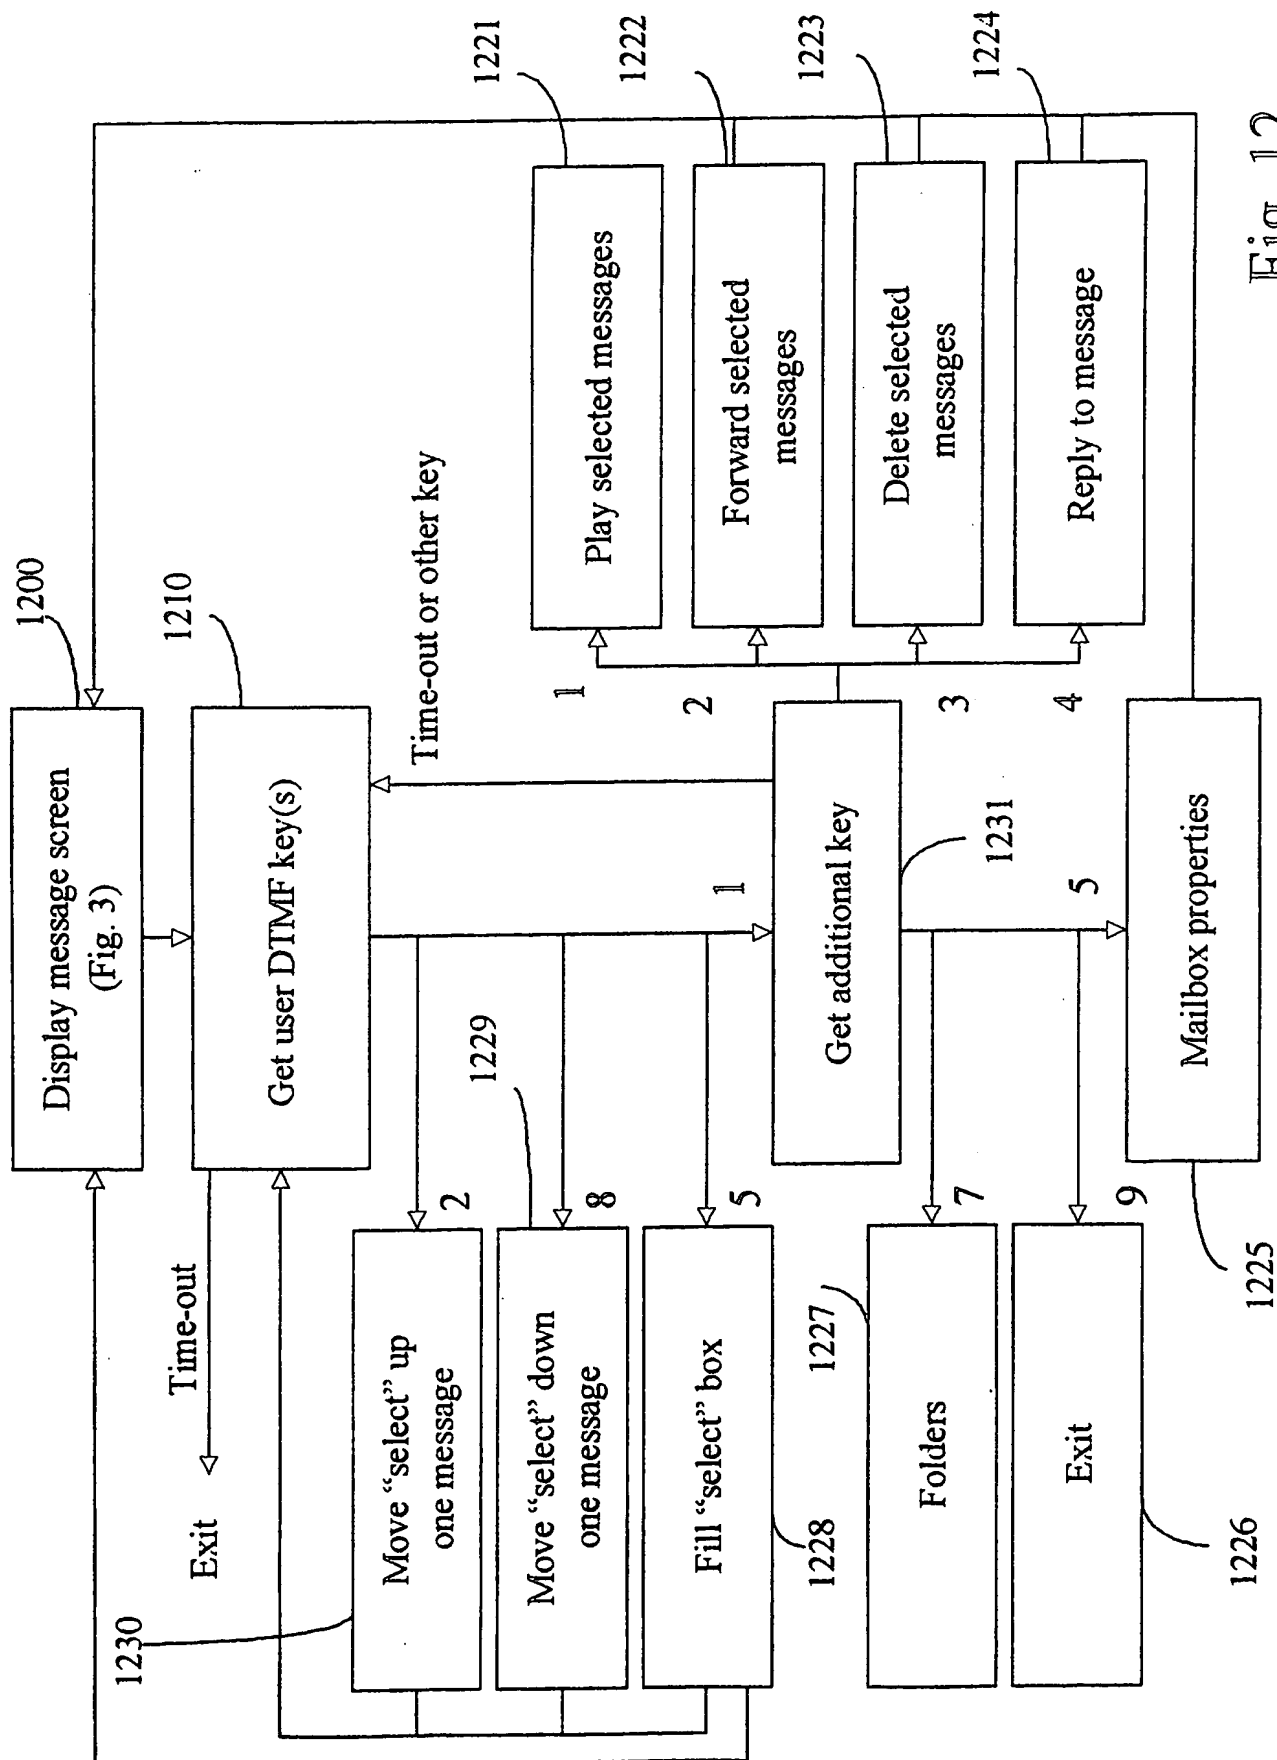 Display message screen
(Fig. 3)
1200
Get user DTMF key(s)
1210
Time-out
Exit
Move “select” up
one message
1230
2
Move “select” down
one message
1229
8
Fill “select” box
1228
5
1
Time-out or other key
Get additional key
1231
1
2
3
4
Play selected messages
1221
Forward selected
messages
1222
Delete selected
messages
1223
Reply to message
1224
Folders
1227
7
Exit
1226
9
5
Mailbox properties
1225
Fig. 12